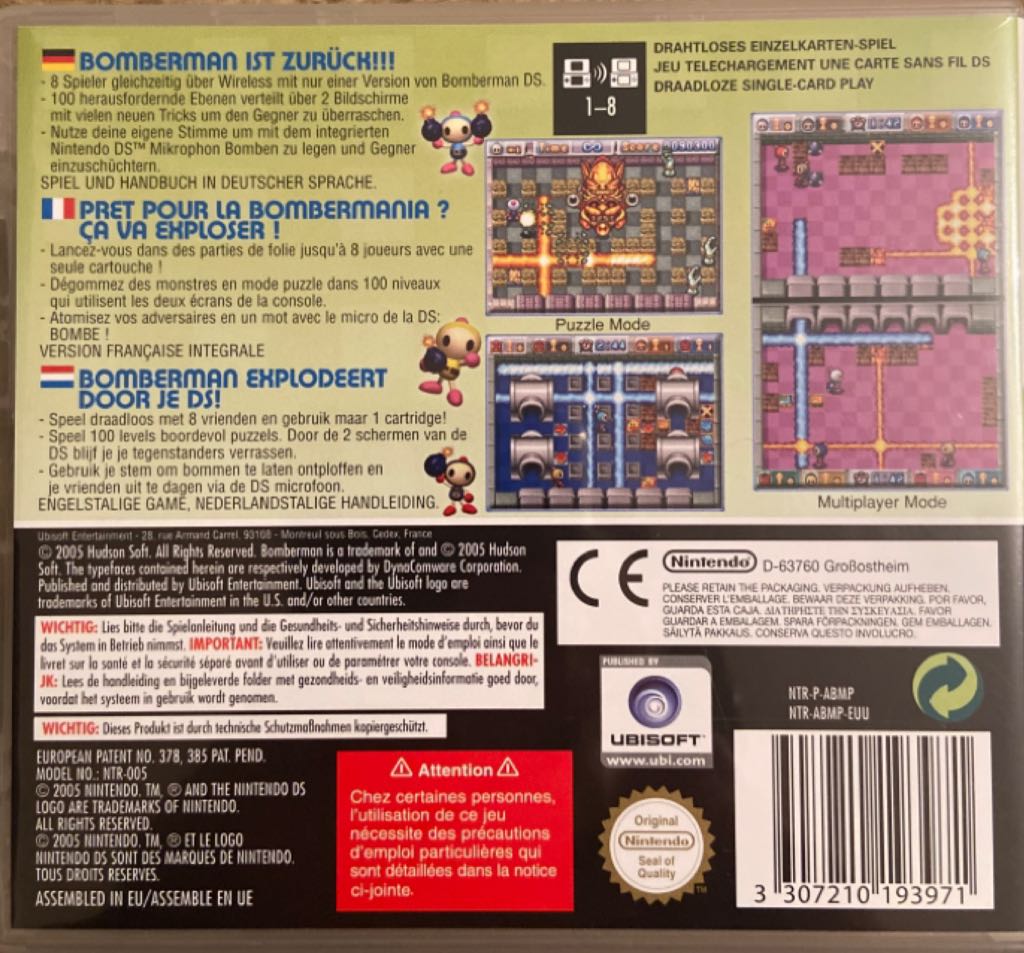 BOMBERMAN IST ZURÜCK!!!
- 8 Spieler gleichzeitig über Wireless mit nur einer Version von Bomberman DS.
- 100 herausfordernde Ebenen verteilt über 2 Bildschirme
mit vielen neuen Tricks um den Gegner zu überraschen.
- Nutze deine eigene Stimme um mit dem integrierten
Nintendo DS™ Mikrophon Bomben zu legen und Gegner
einzuschüchtern.
SPIEL UND HANDBUCH IN DEUTSCHER SPRACHE.
PRET POUR LA BOMBERMANIA ?
ÇA VA EXPLOSER !
- Lancez-vous dans des parties de folie jusqu'à 8 joueurs avec une
seule cartouche !
- Dégommez des monstres en mode puzzle dans 100 niveaux
qui utilisent les deux écrans de la console.
- Atomisez vos adversaires en un mot avec le micro de la DS:
BOMBE !
VERSION FRANÇAISE INTEGRALE
BOMBERMAN EXPLODEERT
DOOR JE DS!
- Speel draadloos met 8 vrienden en gebruik maar 1 cartridge!
- Speel 100 levels boordevol puzzels. Door de 2 schermen van de
DS blijf je je tegenstanders verrassen.
- Gebruik je stem om bommen te laten ontploffen en
je vrienden uit te dagen via de DS microfoon.
ENGELSTALIGE GAME, NEDERLANDSTALIGE HANDLEIDING.
1–8
DRAHTLOSES EINZELKARTEN-SPIEL
JEU TELECHARGEMENT UNE CARTE SANS FIL DS
DRAADLOZE SINGLE-CARD PLAY
Time
Score
Puzzle Mode
2:44
1:42
Multiplayer Mode
Ubisoft Entertainment - 28, rue Armand Carrel, 93108 - Montreuil sous Bois, Cedex, France
© 2005 Hudson Soft. All Rights Reserved. Bomberman is a trademark of and © 2005 Hudson
Soft. The typefaces contained herein are respectively developed by DynaComware Corporation.
Published and distributed by Ubisoft Entertainment. Ubisoft and the Ubisoft logo are
trademarks of Ubisoft Entertainment in the U.S. and/or other countries.
WICHTIG: Lies bitte die Spielanleitung und die Gesundheits- und Sicherheitshinweise durch, bevor du
das System in Betrieb nimmst. IMPORTANT: Veuillez lire attentivement le mode d'emploi ainsi que le
livret sur la santé et la sécurité séparé avant d'utiliser ou de paramétrer votre console. BELANGRI-
JK: Lees de handleiding en bijgeleverde folder met gezondheids- en veiligheidsinformatie goed door,
voordat het systeem in gebruik wordt genomen.
WICHTIG: Dieses Produkt ist durch technische Schutzmaßnahmen kopiergeschützt.
EUROPEAN PATENT NO. 378, 385 PAT. PEND.
MODEL NO.: NTR-005
© 2005 NINTENDO. TM, ® AND THE NINTENDO DS
LOGO ARE TRADEMARKS OF NINTENDO.
ALL RIGHTS RESERVED.
© 2005 NINTENDO. TM, ® ET LE LOGO
NINTENDO DS SONT DES MARQUES DE NINTENDO.
TOUS DROITS RESERVES.
ASSEMBLED IN EU/ASSEMBLE EN UE
Attention
Chez certaines personnes,
l'utilisation de ce jeu
nécessite des précautions
d'emploi particulières qui
sont détaillées dans la notice
ci-jointe.
CE
Nintendo D-63760 Großostheim
PLEASE RETAIN THE PACKAGING. VERPACKUNG AUFHEBEN.
CONSERVER L'EMBALLAGE. BEWAAR DEZE VERPAKKING. POR FAVOR,
GUARDA ESTA CAJA. ΔΙΑΤΗΡΗΣΤΕ ΤΗΝ ΣΥΣΚΕΥΑΣΙΑ. FAVOR
GUARDAR A EMBALAGEM. SPARA FÖRPACKNINGEN. GEM EMBALLAGEN.
SÄILYTÄ PAKKAUS. CONSERVA QUESTO INVOLUCRO.
PUBLISHED BY
UBISOFT™
www.ubi.com
NTR-P-ABMP
NTR-ABMP-EUU
Original
Nintendo
Seal of
Quality
TM
3 307210 193971